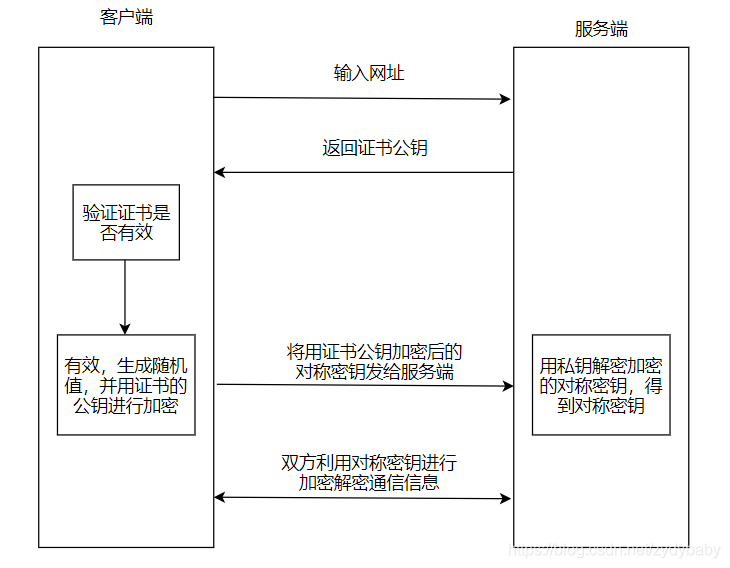 客户端
服务端
输入网址
返回证书公钥
验证证书是
否有效
有效，生成随机
值，并用证书的
公钥进行加密
将用证书公钥加密后的
对称密钥发给服务端
用私钥解密加密
的对称密钥，得
到对称密钥
双方利用对称密钥进行
加密解密通信信息
https://blog.csdn.net/zydybaby